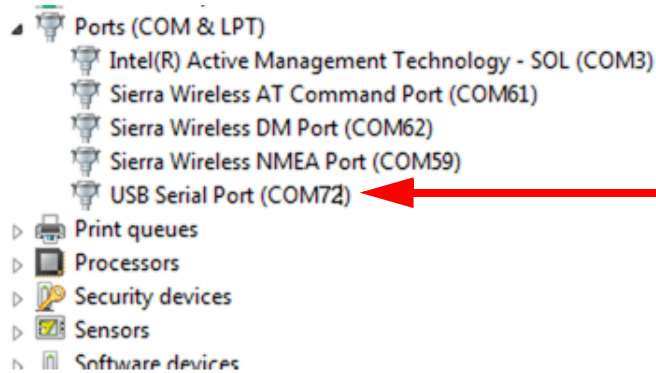 Ports (COM & LPT)
Intel(R) Active Management Technology - SOL (COM3)
Sierra Wireless AT Command Port (COM61)
Sierra Wireless DM Port (COM62)
Sierra Wireless NMEA Port (COM59)
USB Serial Port (COM72)
Print queues
Processors
Security devices
Sensors
Software devices